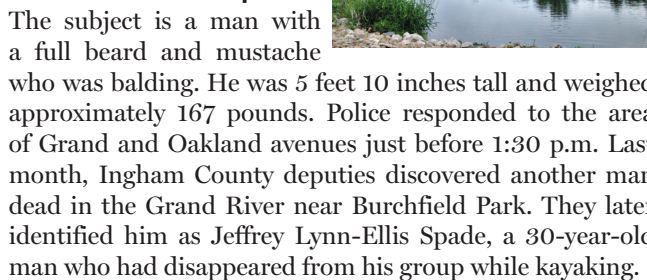 The subject is a man with
a full beard and mustache
who was balding. He was 5 feet 10 inches tall and weighed
approximately 167 pounds. Police responded to the area
of Grand and Oakland avenues just before 1:30 p.m. Last
month, Ingham County deputies discovered another man
dead in the Grand River near Burchfield Park. They later
identified him as Jeffrey Lynn-Ellis Spade, a 30-year-old
man who had disappeared from his group while kayaking.